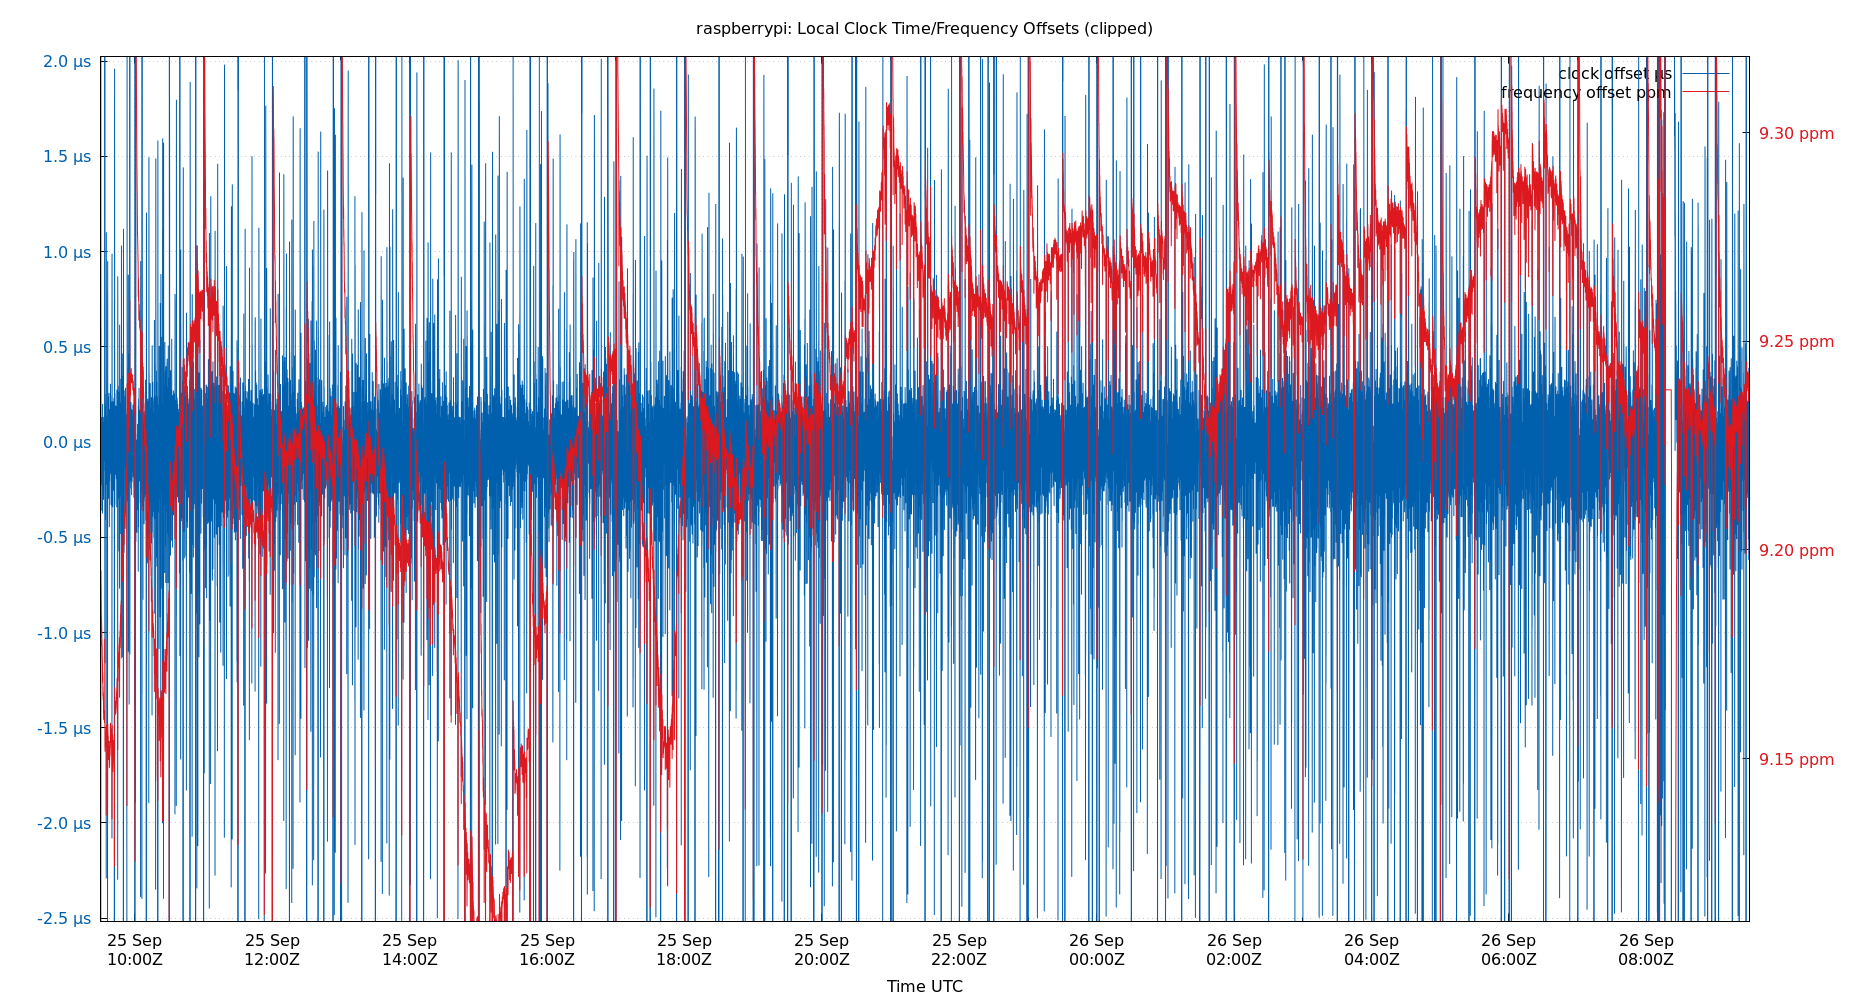 raspberrypi: Local Clock Time/Frequency Offsets (clipped)
clock offset µs
frequency offset ppm
2.0 µs
1.5 µs
1.0 µs
0.5 µs
0.0 µs
-0.5 µs
-1.0 µs
-1.5 µs
-2.0 µs
-2.5 µs
9.30 ppm
9.25 ppm
9.20 ppm
9.15 ppm
25 Sep
10:00Z
25 Sep
12:00Z
25 Sep
14:00Z
25 Sep
16:00Z
25 Sep
18:00Z
25 Sep
20:00Z
25 Sep
22:00Z
26 Sep
00:00Z
26 Sep
02:00Z
26 Sep
04:00Z
26 Sep
06:00Z
26 Sep
08:00Z
Time UTC